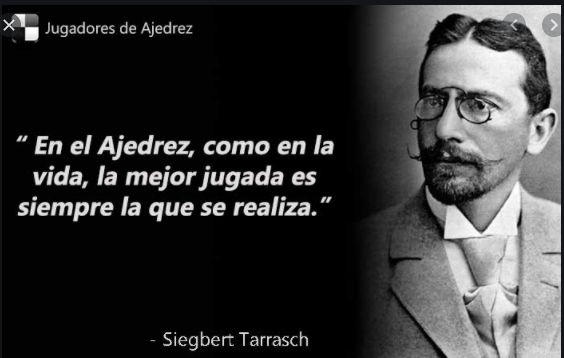 Jugadores de Ajedrez
“ En el Ajedrez, como en la
vida, la mejor jugada es
siempre la que se realiza.”
- Siegbert Tarrasch